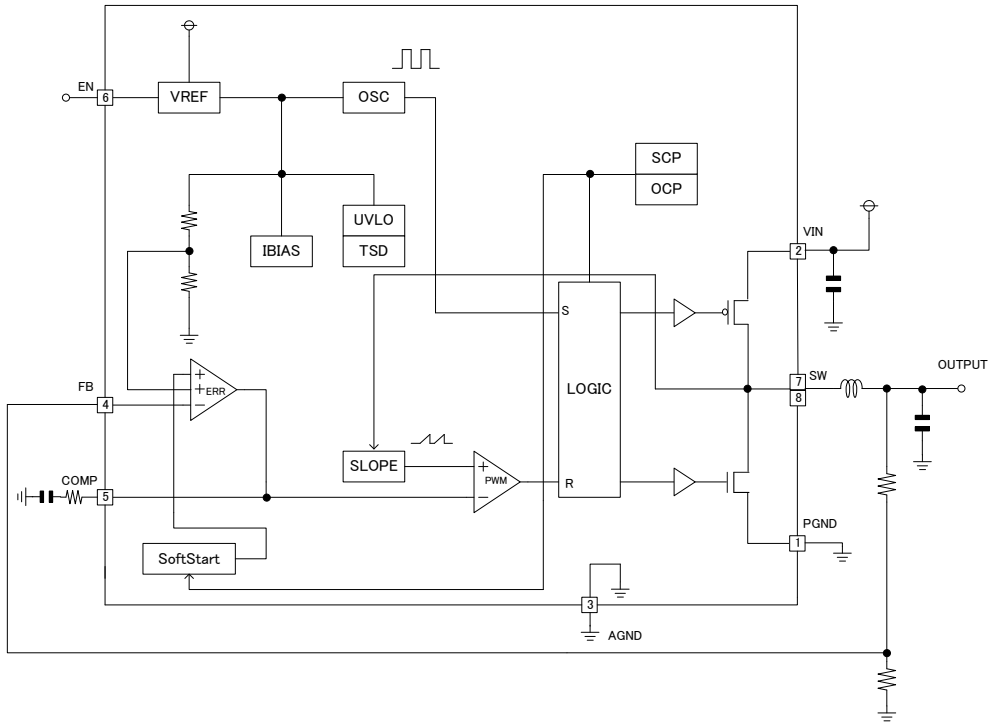 EN
6
VREF
OSC
SCP
OCP
UVLO
TSD
IBIAS
VIN
2
S
LOGIC
R
FB
4
+
+
−
ERR
SW
7
8
OUTPUT
COMP
5
SLOPE
+
−
PWM
SoftStart
PGND
1
3
AGND